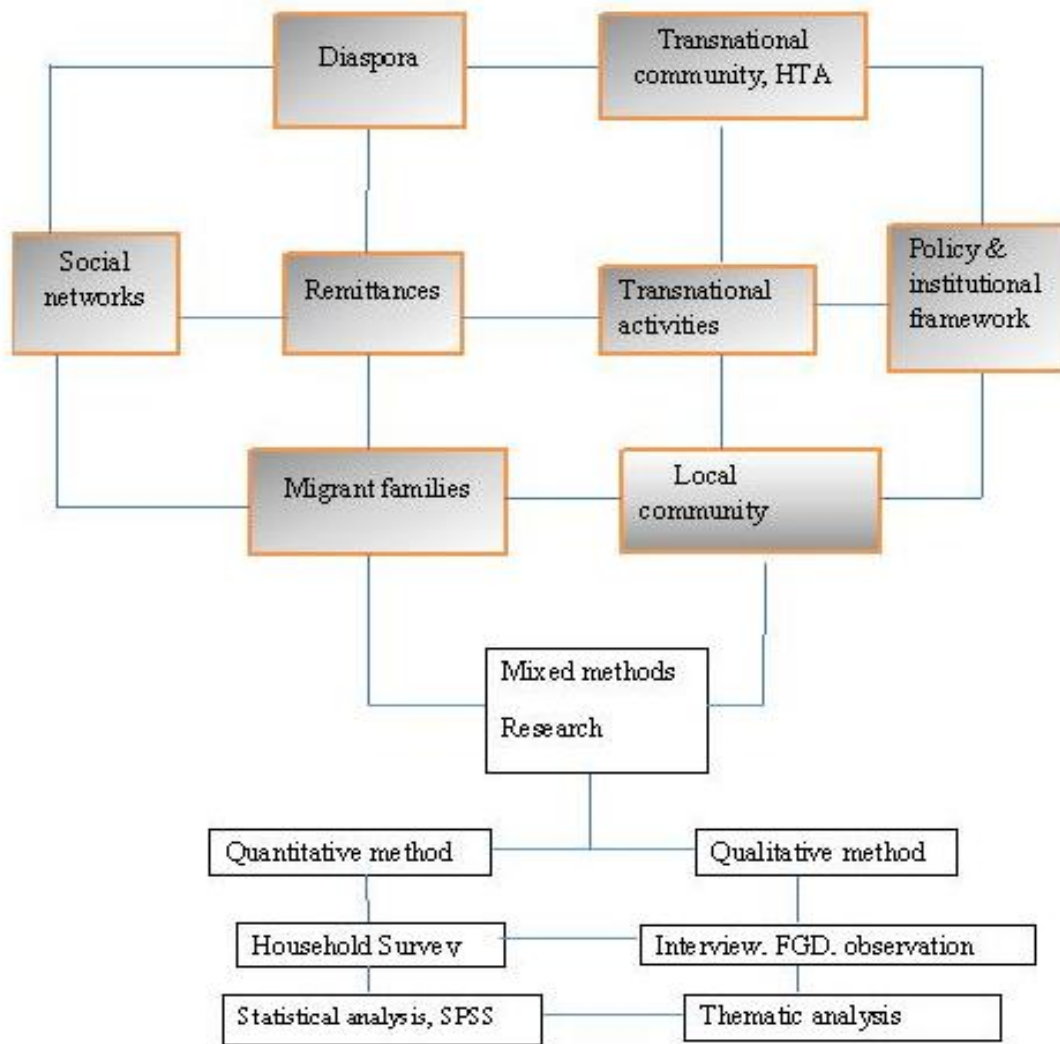 Diaspora
Transnational
community, HTA
Social
networks
Remittances
Transnational
activities
Policy &
institutional
framework
Migrant families
Local
community
Mixed methods
Research
Quantitative method
Qualitative method
Household Survey
Interview. FGD. observation
Statistical analysis, SPSS
Thematic analysis